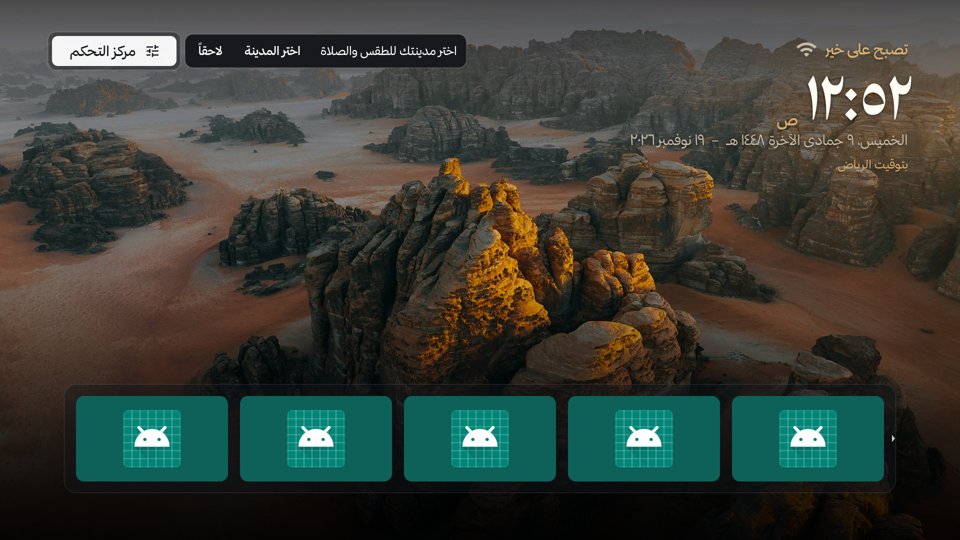 تصبح على خير
١٢:٥٢ ص
الخميس، ٩ جمادى الآخرة ١٤٤٨ هـ – ١٩ نوفمبر ٢٠٢٦
بتوقيت الرياض
اختر مدينتك للطقس والصلاة اختر المدينة لاحقاً
مركز التحكم